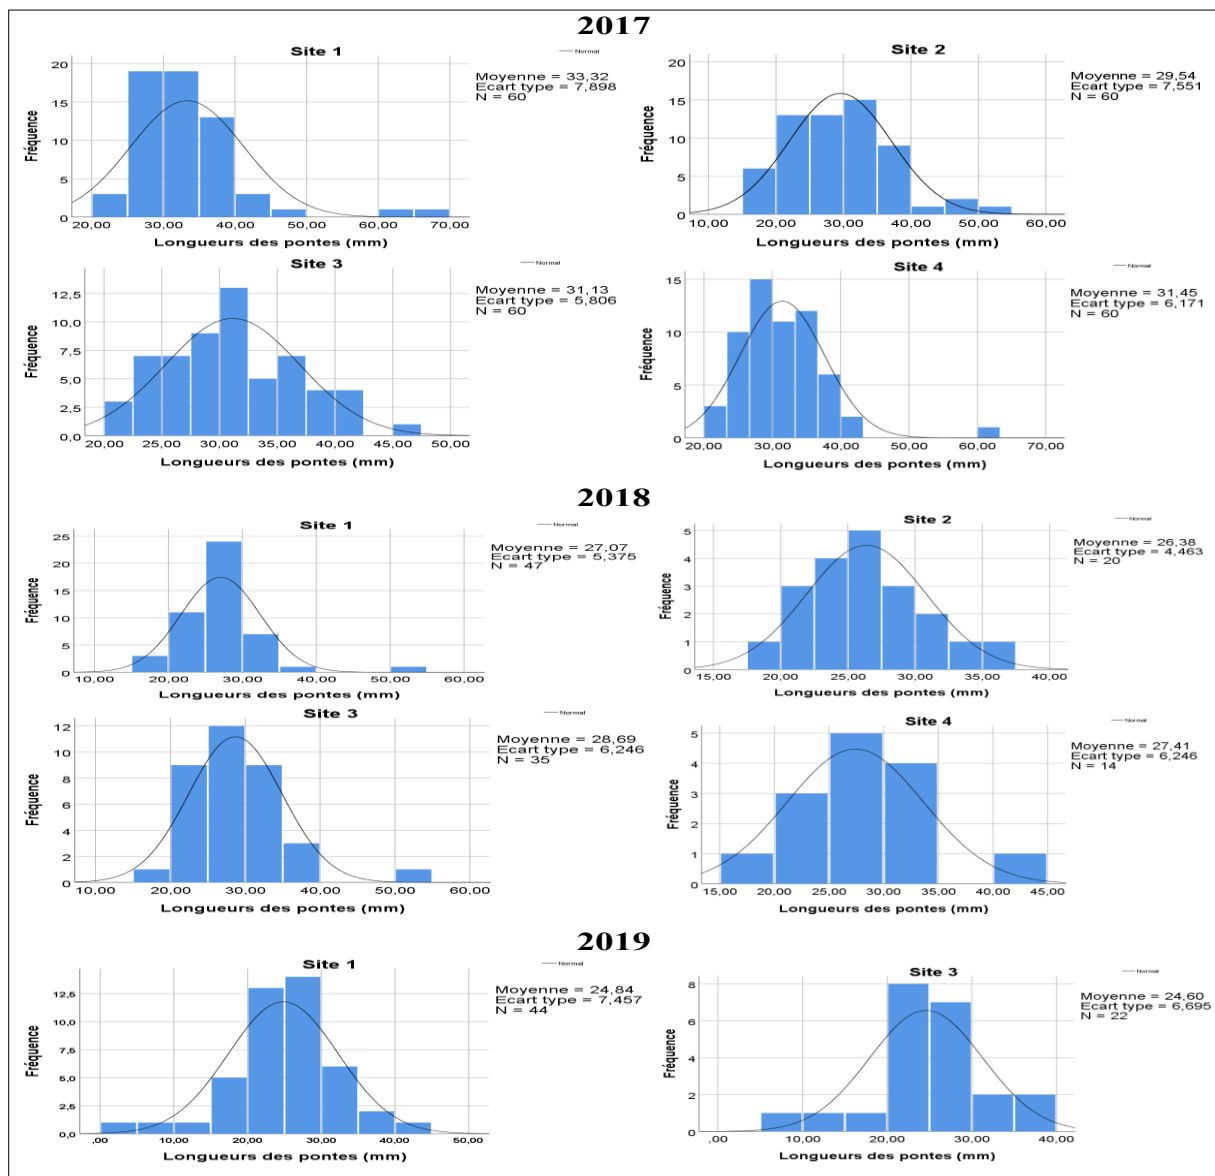 2017
Site 1
Normal
Moyenne = 33,32
Ecart type = 7,898
N = 60
Fréquence
20
15
10
5
0
20,00 30,00 40,00 50,00 60,00 70,00
Longueurs des pontes (mm)
Site 2
Normal
Moyenne = 29,54
Ecart type = 7,551
N = 60
Fréquence
20
15
10
5
0
10,00 20,00 30,00 40,00 50,00 60,00
Longueurs des pontes (mm)
Site 3
Normal
Moyenne = 31,13
Ecart type = 5,806
N = 60
Fréquence
12,5
10,0
7,5
5,0
2,5
0,0
20,00 25,00 30,00 35,00 40,00 45,00 50,00
Longueurs des pontes (mm)
Site 4
Normal
Moyenne = 31,45
Ecart type = 6,171
N = 60
Fréquence
15
10
5
0
20,00 30,00 40,00 50,00 60,00 70,00
Longueurs des pontes (mm)
2018
Site 1
Normal
Moyenne = 27,07
Ecart type = 5,375
N = 47
Fréquence
25
20
15
10
5
0
10,00 20,00 30,00 40,00 50,00 60,00
Longueurs des pontes (mm)
Site 2
Normal
Moyenne = 26,38
Ecart type = 4,463
N = 20
Fréquence
5
4
3
2
1
0
15,00 20,00 25,00 30,00 35,00 40,00
Longueurs des pontes (mm)
Site 3
Normal
Moyenne = 28,69
Ecart type = 6,246
N = 35
Fréquence
12
10
8
6
4
2
0
10,00 20,00 30,00 40,00 50,00 60,00
Longueurs des pontes (mm)
Site 4
Normal
Moyenne = 27,41
Ecart type = 6,246
N = 14
Fréquence
5
4
3
2
1
0
15,00 20,00 25,00 30,00 35,00 40,00 45,00
Longueurs des pontes (mm)
2019
Site 1
Normal
Moyenne = 24,84
Ecart type = 7,457
N = 44
Fréquence
12,5
10,0
7,5
5,0
2,5
0,0
,00 10,00 20,00 30,00 40,00 50,00
Longueurs des pontes (mm)
Site 3
Normal
Moyenne = 24,60
Ecart type = 6,695
N = 22
Fréquence
8
6
4
2
0
,00 10,00 20,00 30,00 40,00
Longueurs des pontes (mm)